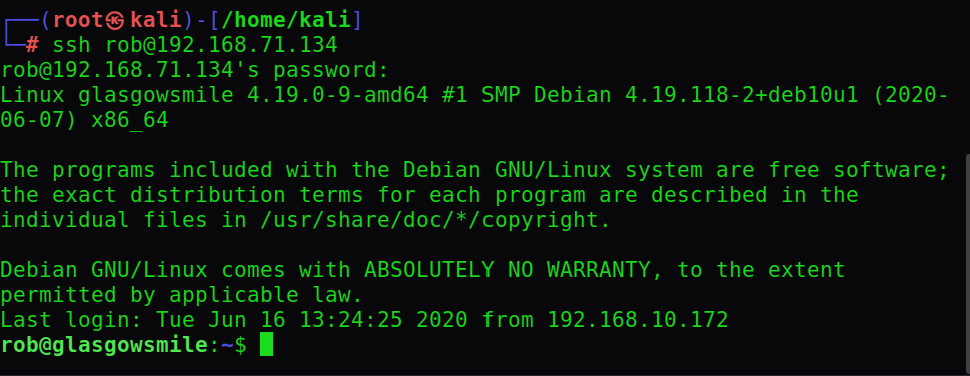 ┌──(root㉿kali)-[/home/kali]
└─# ssh rob@192.168.71.134
rob@192.168.71.134's password:
Linux glasgowsmile 4.19.0-9-amd64 #1 SMP Debian 4.19.118-2+deb10u1 (2020-
06-07) x86_64

The programs included with the Debian GNU/Linux system are free software;
the exact distribution terms for each program are described in the
individual files in /usr/share/doc/*/copyright.

Debian GNU/Linux comes with ABSOLUTELY NO WARRANTY, to the extent
permitted by applicable law.
Last login: Tue Jun 16 13:24:25 2020 from 192.168.10.172
rob@glasgowsmile:~$